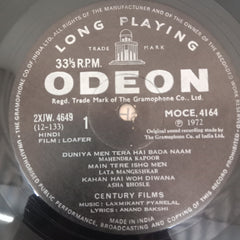 LONG PLAYING
TRADE MARK
33⅓ R.P.M.
ODEON
Regd. Trade Mark of The Gramophone Co., Ltd.
2XJW. 4649
(12-133)
HINDI
FILM : LOAFER
1
MOCE. 4164
℗ 1972
Original sound recording made by
The Gramophone Co. of India Ltd.
DUNIYA MEN TERA HAI BADA NAAM
MAHENDRA KAPOOR
MAIN TERE ISHQ MEN
LATA MANGESHKAR
KAHAN HAI WOH DIWANA
ASHA BHOSLE
CENTURY FILMS
MUSIC : LAXMIKANT PYARELAL
LYRICS : ANAND BAKSHI
MADE IN INDIA